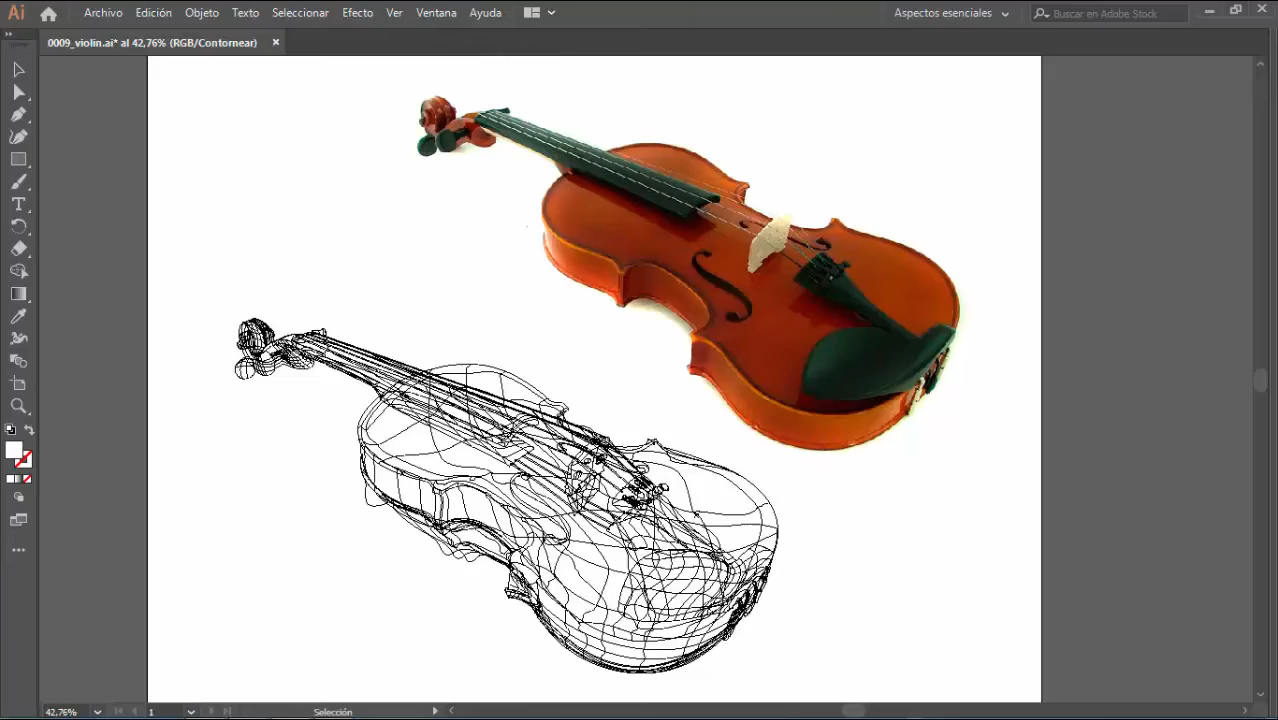 Ai Archivo Edición Objeto Texto Seleccionar Efecto Ver Ventana Ayuda Aspectos esenciales Buscar en Adobe Stock
0009_violin.ai* al 42,76% (RGB/Contornear)
42,76% 1 Selección